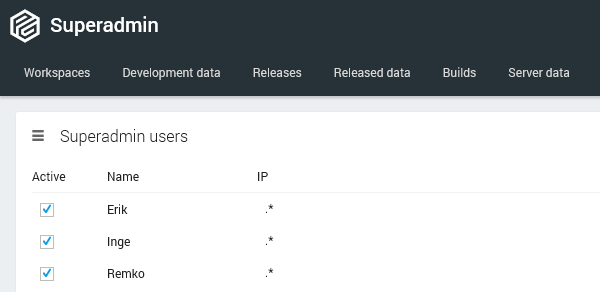 Superadmin
Workspaces Development data Releases Released data Builds Server data
Superadmin users
Active Name IP
Erik .*
Inge .*
Remko .*